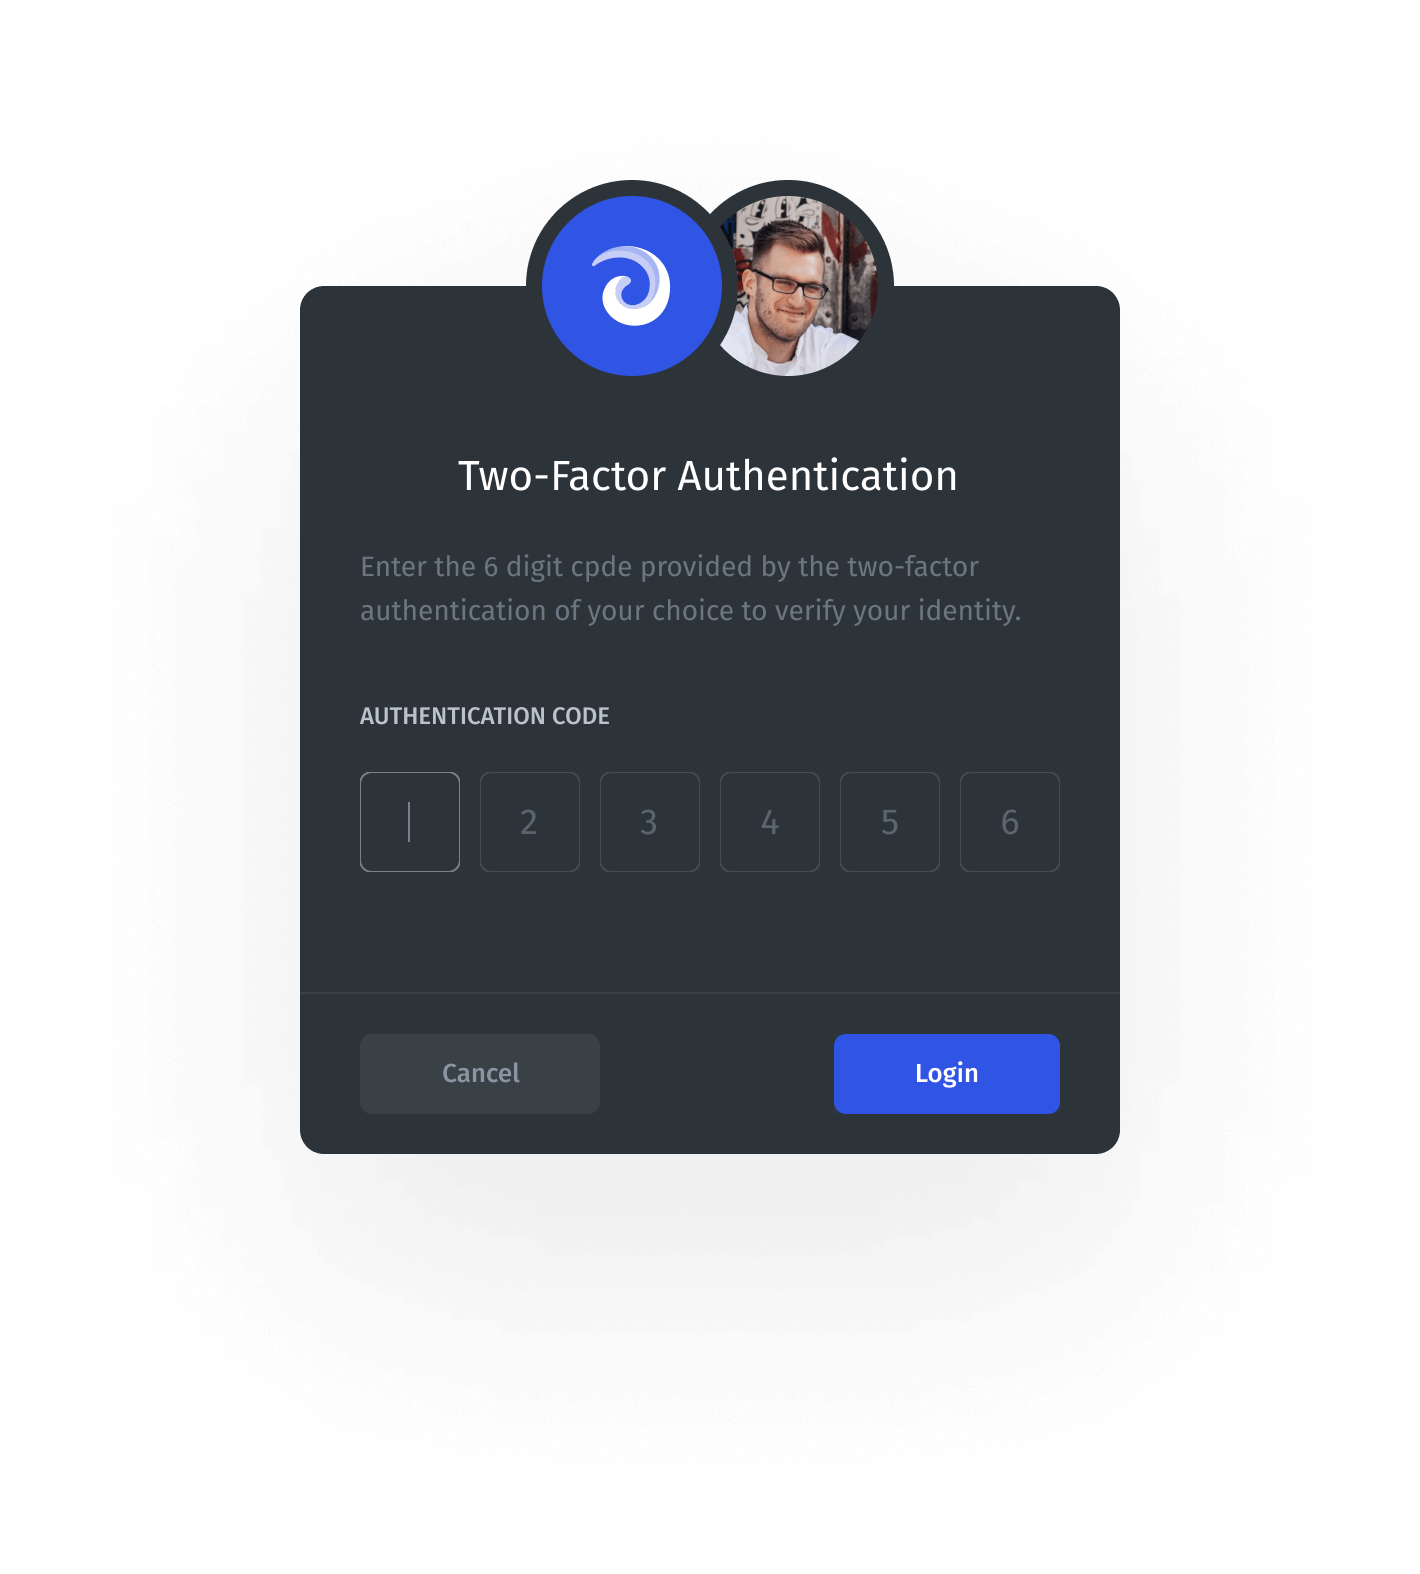 Two-Factor Authentication
Enter the 6 digit cpde provided by the two-factor
authentication of your choice to verify your identity.
AUTHENTICATION CODE
2 3 4 5 6
Cancel Login